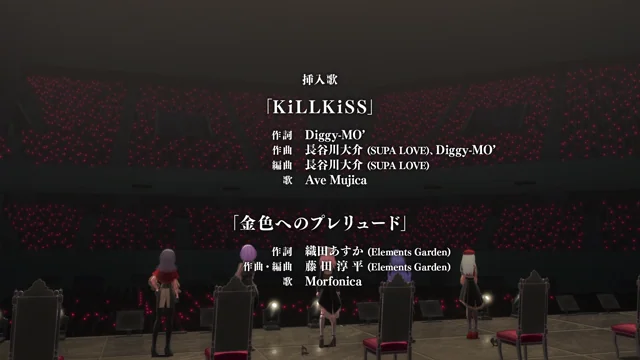 挿入歌
「KiLLKiSS」
作詞 Diggy-MO'
作曲 長谷川大介 (SUPA LOVE)、Diggy-MO'
編曲 長谷川大介 (SUPA LOVE)
歌 Ave Mujica
「金色へのプレリュード」
作詞 織田あすか (Elements Garden)
作曲・編曲 藤田淳平 (Elements Garden)
歌 Morfonica